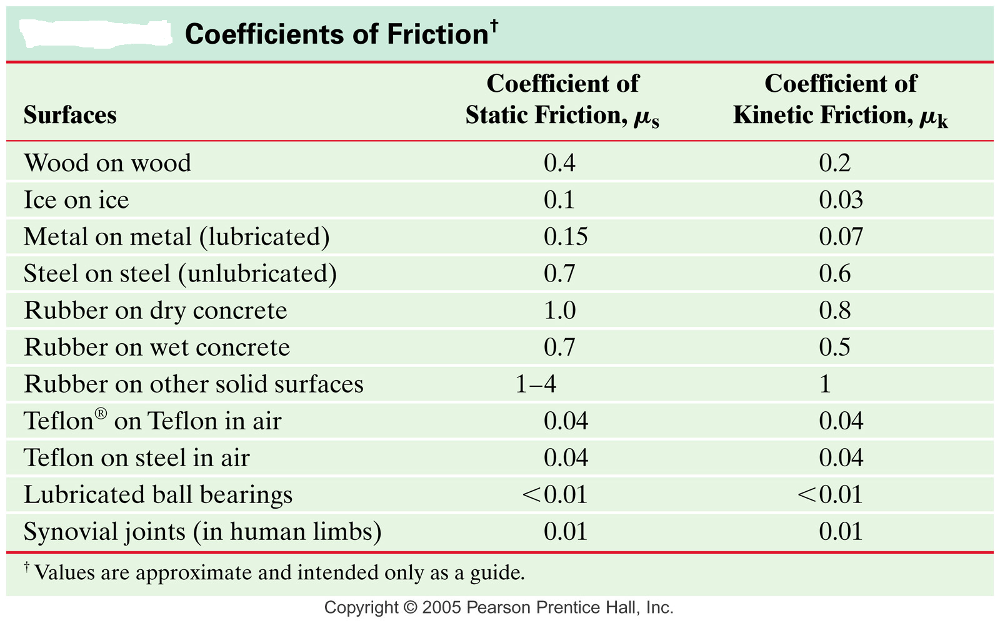 Coefficients of Friction†
Surfaces Coefficient of Static Friction, μs Coefficient of Kinetic Friction, μk
Wood on wood 0.4 0.2
Ice on ice 0.1 0.03
Metal on metal (lubricated) 0.15 0.07
Steel on steel (unlubricated) 0.7 0.6
Rubber on dry concrete 1.0 0.8
Rubber on wet concrete 0.7 0.5
Rubber on other solid surfaces 1–4 1
Teflon® on Teflon in air 0.04 0.04
Teflon on steel in air 0.04 0.04
Lubricated ball bearings <0.01 <0.01
Synovial joints (in human limbs) 0.01 0.01
† Values are approximate and intended only as a guide.
Copyright © 2005 Pearson Prentice Hall, Inc.